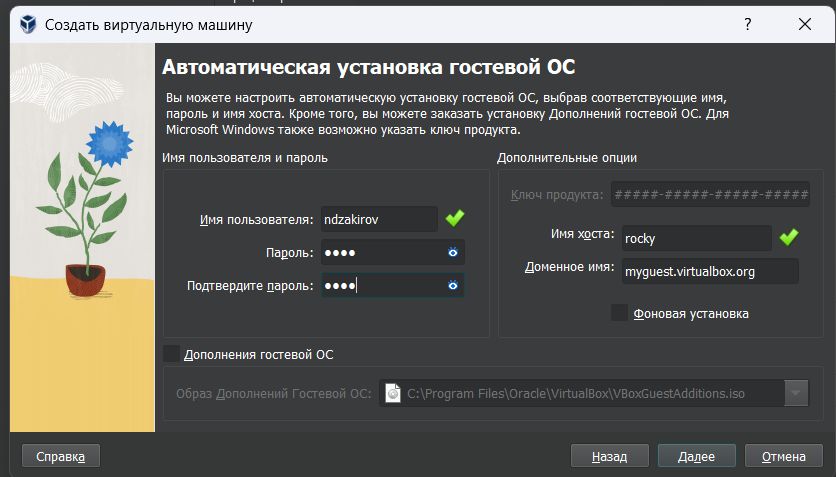 Создать виртуальную машину
?
Автоматическая установка гостевой ОС
Вы можете настроить автоматическую установку гостевой ОС, выбрав соответствующие имя,
пароль и имя хоста. Кроме того, вы можете заказать установку Дополнений гостевой ОС. Для
Microsoft Windows также возможно указать ключ продукта.
Имя пользователя и пароль
Имя пользователя: ndzakirov
Пароль: ●●●●
Подтвердите пароль: ●●●●
Дополнительные опции
Ключ продукта: #####-#####-#####-#####
Имя хоста: rocky
Доменное имя: myguest.virtualbox.org
Фоновая установка
Дополнения гостевой ОС
Образ Дополнений Гостевой ОС: C:\Program Files\Oracle\VirtualBox\VBoxGuestAdditions.iso
Справка Назад Далее Отмена